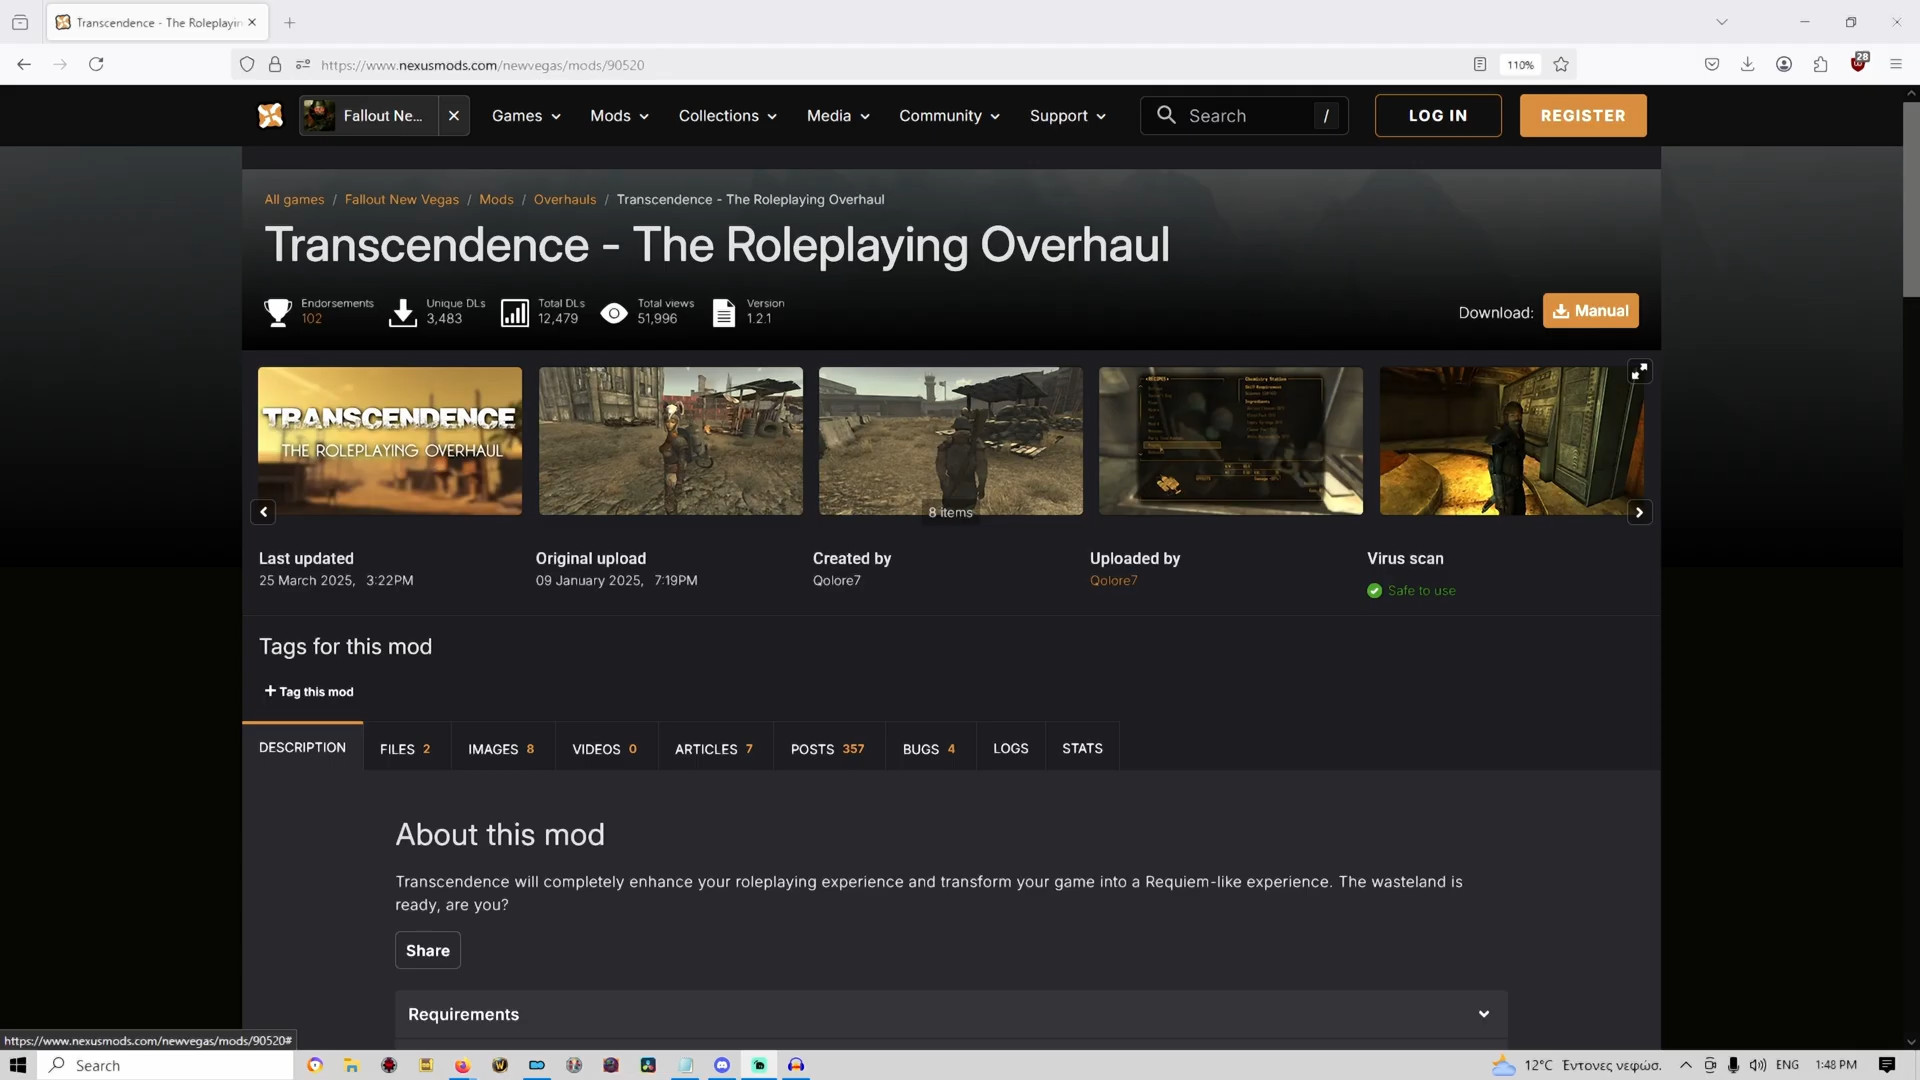 Transcendence - The Roleplayin
https://www.nexusmods.com/newvegas/mods/90520
110%
28
Fallout Ne...
Games
Mods
Collections
Media
Community
Support
Search
/
LOG IN
REGISTER
All games / Fallout New Vegas / Mods / Overhauls / Transcendence - The Roleplaying Overhaul
Transcendence - The Roleplaying Overhaul
Endorsements
102
Unique DLs
3,483
Total DLs
12,479
Total views
51,996
Version
1.2.1
Download:
Manual
TRANSCENDENCE
THE ROLEPLAYING OVERHAUL
8 items
Last updated
25 March 2025, 3:22PM
Original upload
09 January 2025, 7:19PM
Created by
Qolore7
Uploaded by
Qolore7
Virus scan
Safe to use
Tags for this mod
+ Tag this mod
DESCRIPTION
FILES 2
IMAGES 8
VIDEOS 0
ARTICLES 7
POSTS 357
BUGS 4
LOGS
STATS
About this mod
Transcendence will completely enhance your roleplaying experience and transform your game into a Requiem-like experience. The wasteland is
ready, are you?
Share
Requirements
https://www.nexusmods.com/newvegas/mods/90520#
Search
12°C Έντονες νεφώσ.
ENG
1:48 PM